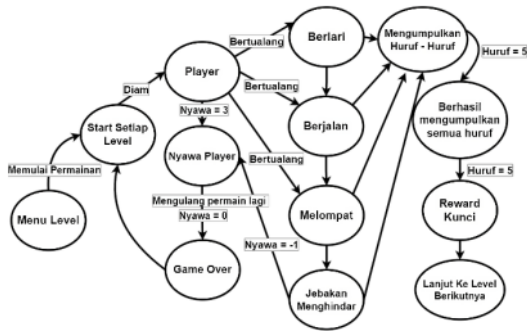 Berlari
Mengumpulkan
Huruf - Huruf
Huruf = 5
Bertualang
Player
Bertualang
Diam
Nyawa = 3
Berhasil
mengumpulkan
semua huruf
Start Setiap
Level
Berjalan
Nyawa Player
Bertualang
Memulai Permainan
Huruf = 5
Mengulang permain lagi
Nyawa = 0
Melompat
Reward
Kunci
Menu Level
Nyawa = -1
Game Over
Jebakan
Menghindar
Lanjut Ke Level
Berikutnya